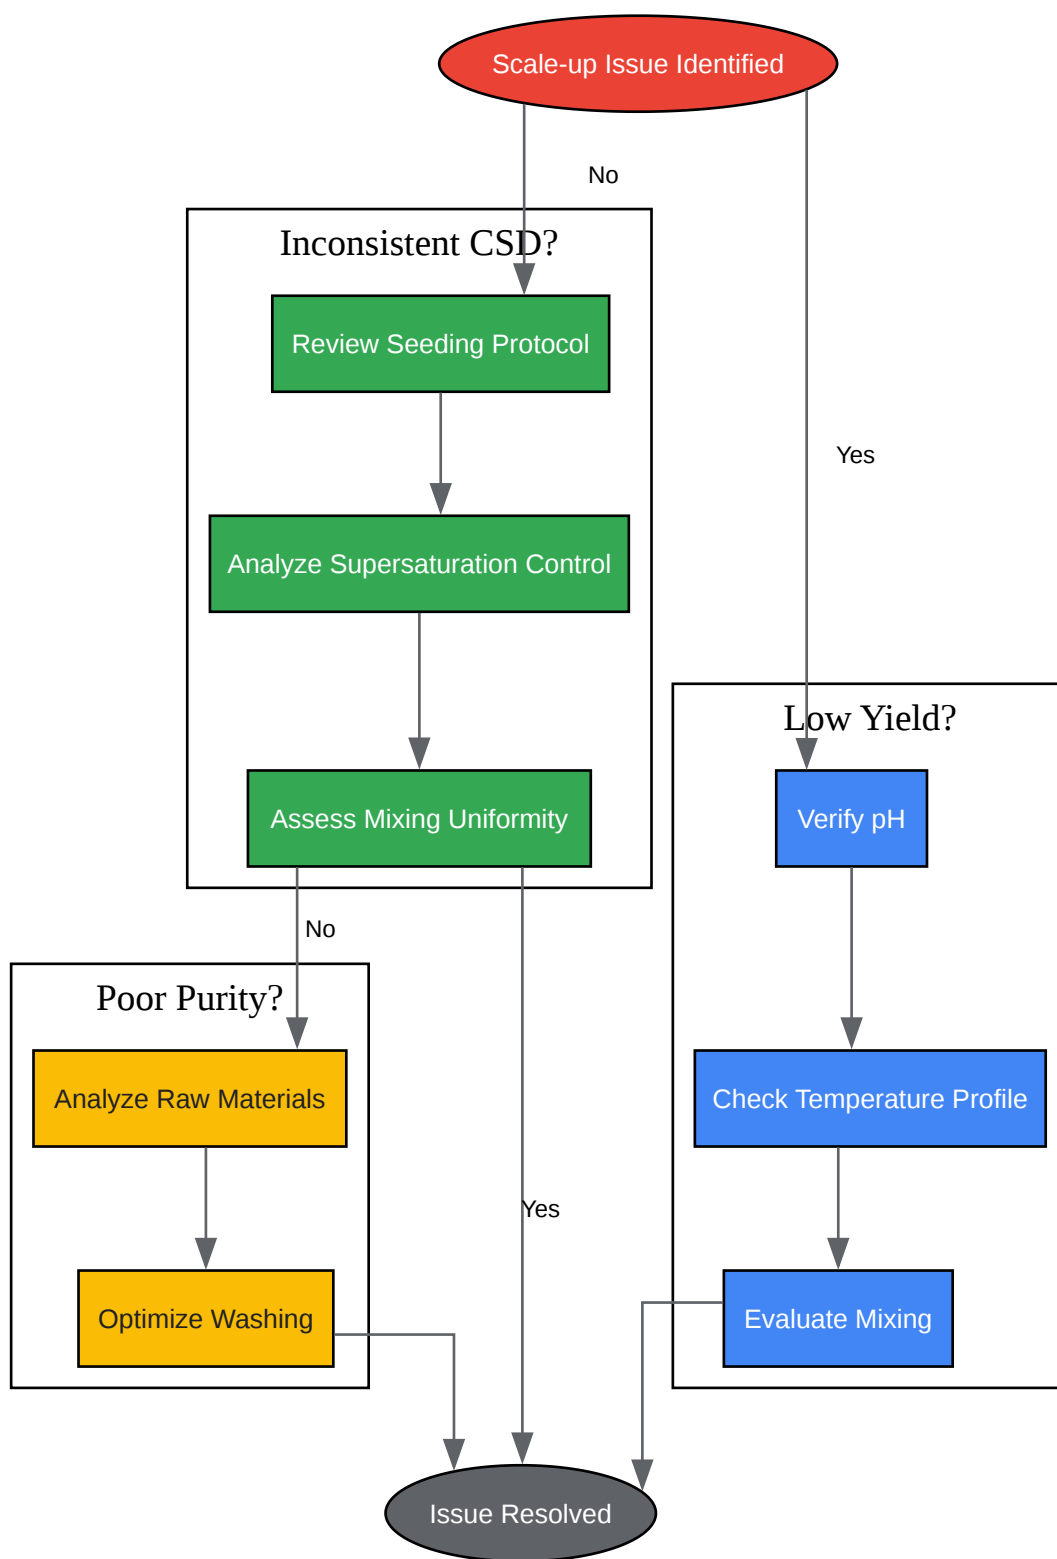 Scale-up Issue Identified
No
Inconsistent CSD?
Review Seeding Protocol
Yes
Analyze Supersaturation Control
Low Yield?
Assess Mixing Uniformity
Verify pH
No
Poor Purity?
Analyze Raw Materials
Check Temperature Profile
Yes
Optimize Washing
Evaluate Mixing
Issue Resolved